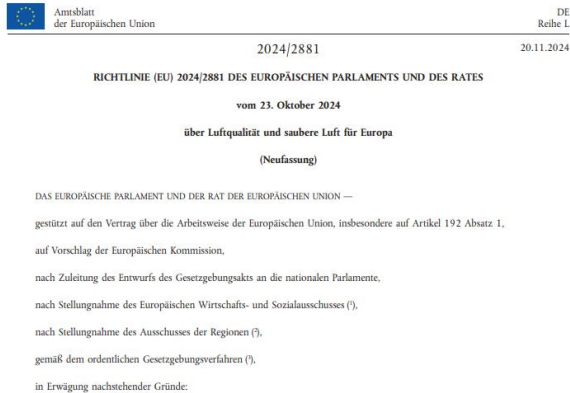 Amtsblatt
der Europäischen Union
DE
Reihe L
2024/2881
20.11.2024
RICHTLINIE (EU) 2024/2881 DES EUROPÄISCHEN PARLAMENTS UND DES RATES
vom 23. Oktober 2024
über Luftqualität und saubere Luft für Europa
(Neufassung)
DAS EUROPÄISCHE PARLAMENT UND DER RAT DER EUROPÄISCHEN UNION —
gestützt auf den Vertrag über die Arbeitsweise der Europäischen Union, insbesondere auf Artikel 192 Absatz 1,
auf Vorschlag der Europäischen Kommission,
nach Zuleitung des Entwurfs des Gesetzgebungsakts an die nationalen Parlamente,
nach Stellungnahme des Europäischen Wirtschafts- und Sozialausschusses (¹),
nach Stellungnahme des Ausschusses der Regionen (²),
gemäß dem ordentlichen Gesetzgebungsverfahren (³),
in Erwägung nachstehender Gründe: